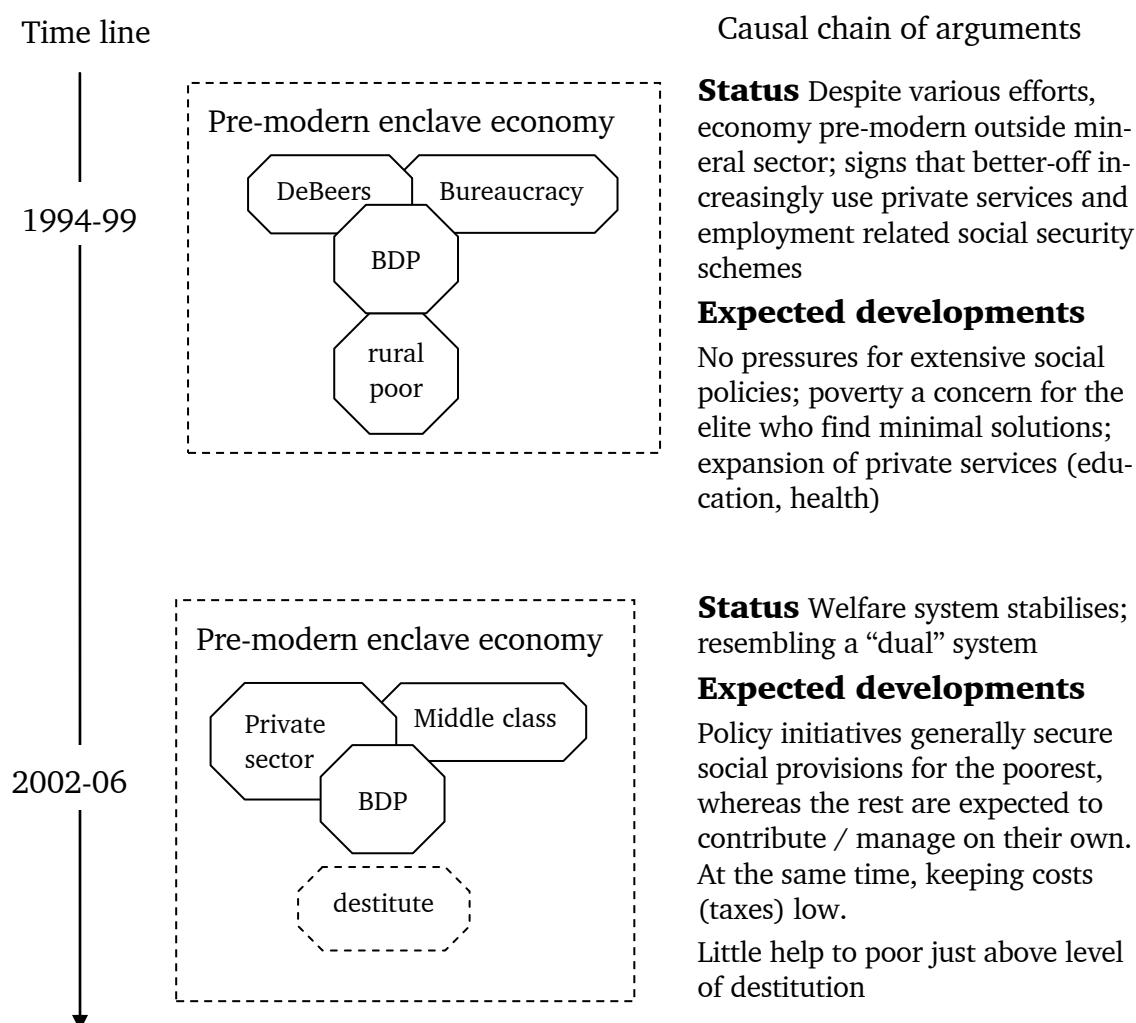 Time line
Causal chain of arguments
1994-99
Pre-modern enclave economy
DeBeers
Bureaucracy
BDP
rural
poor
Status Despite various efforts,
economy pre-modern outside min-
eral sector; signs that better-off in-
creasingly use private services and
employment related social security
schemes
Expected developments
No pressures for extensive social
policies; poverty a concern for the
elite who find minimal solutions;
expansion of private services (edu-
cation, health)
2002-06
Pre-modern enclave economy
Private
sector
Middle class
BDP
destitute
Status Welfare system stabilises;
resembling a “dual” system
Expected developments
Policy initiatives generally secure
social provisions for the poorest,
whereas the rest are expected to
contribute / manage on their own.
At the same time, keeping costs
(taxes) low.
Little help to poor just above level
of destitution